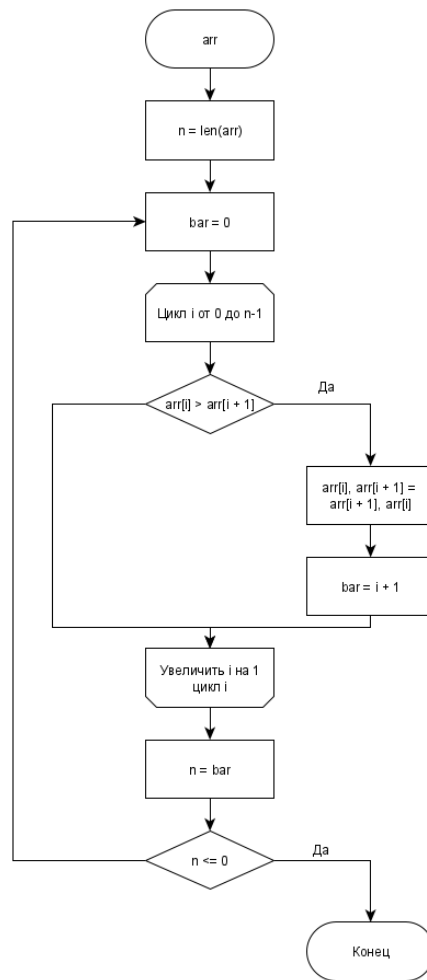 arr
n = len(arr)
bar = 0
Цикл i от 0 до n-1
arr[i] > arr[i + 1]
Да
arr[i], arr[i + 1] =
arr[i + 1], arr[i]
bar = i + 1
Увеличить i на 1
цикл i
n = bar
n <= 0
Да
Конец